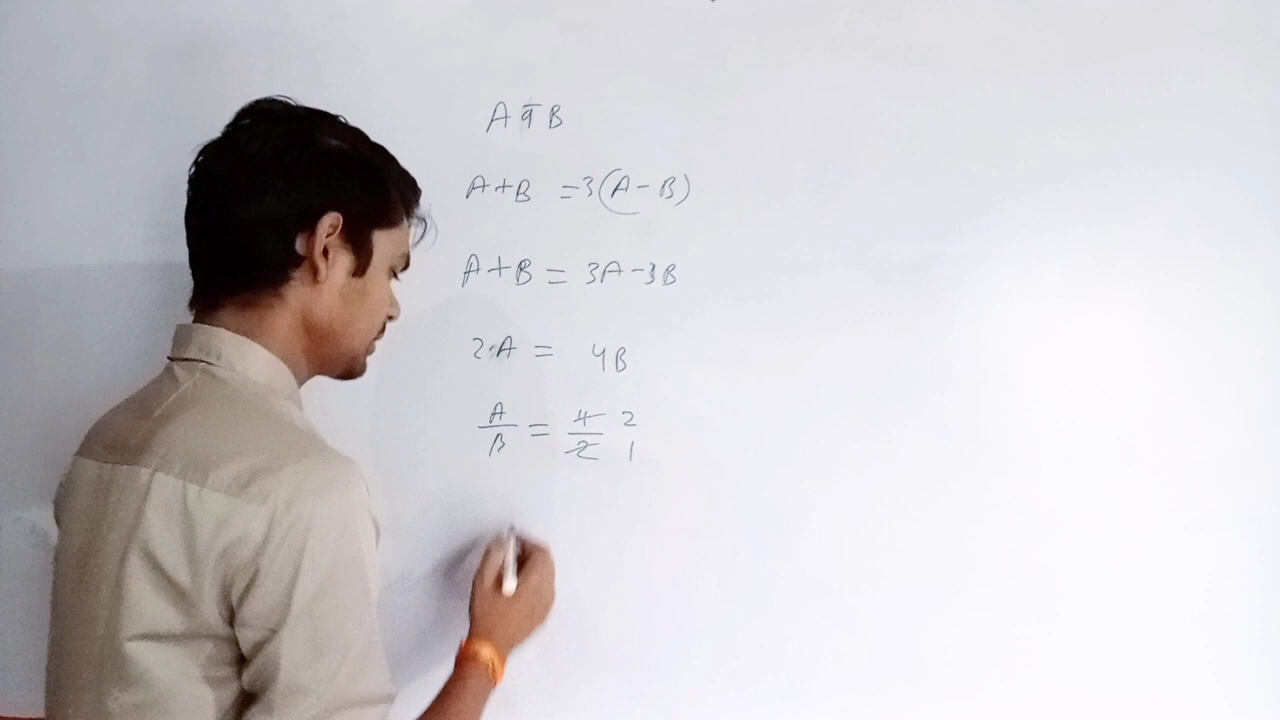 A व B
A+B =3(A-B)
A+B = 3A-3B
2A = 4B
A/B = 4/2 2/1